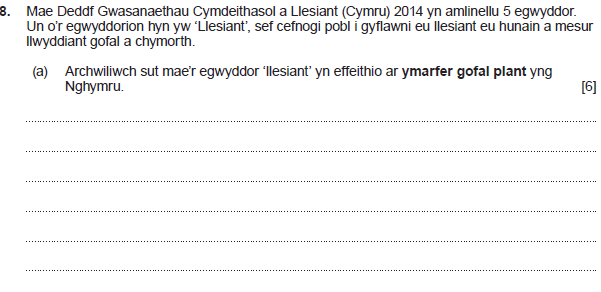 8. Mae Deddf Gwasanaethau Cymdeithasol a Llesiant (Cymru) 2014 yn amlinellu 5 egwyddor.
Un o'r egwyddorion hyn yw 'Llesiant', sef cefnogi pobl i gyflawni eu llesiant eu hunain a mesur
llwyddiant gofal a chymorth.
(a) Archwiliwch sut mae'r egwyddor 'llesiant' yn effeithio ar ymarfer gofal plant yng
Nghymru. [6]